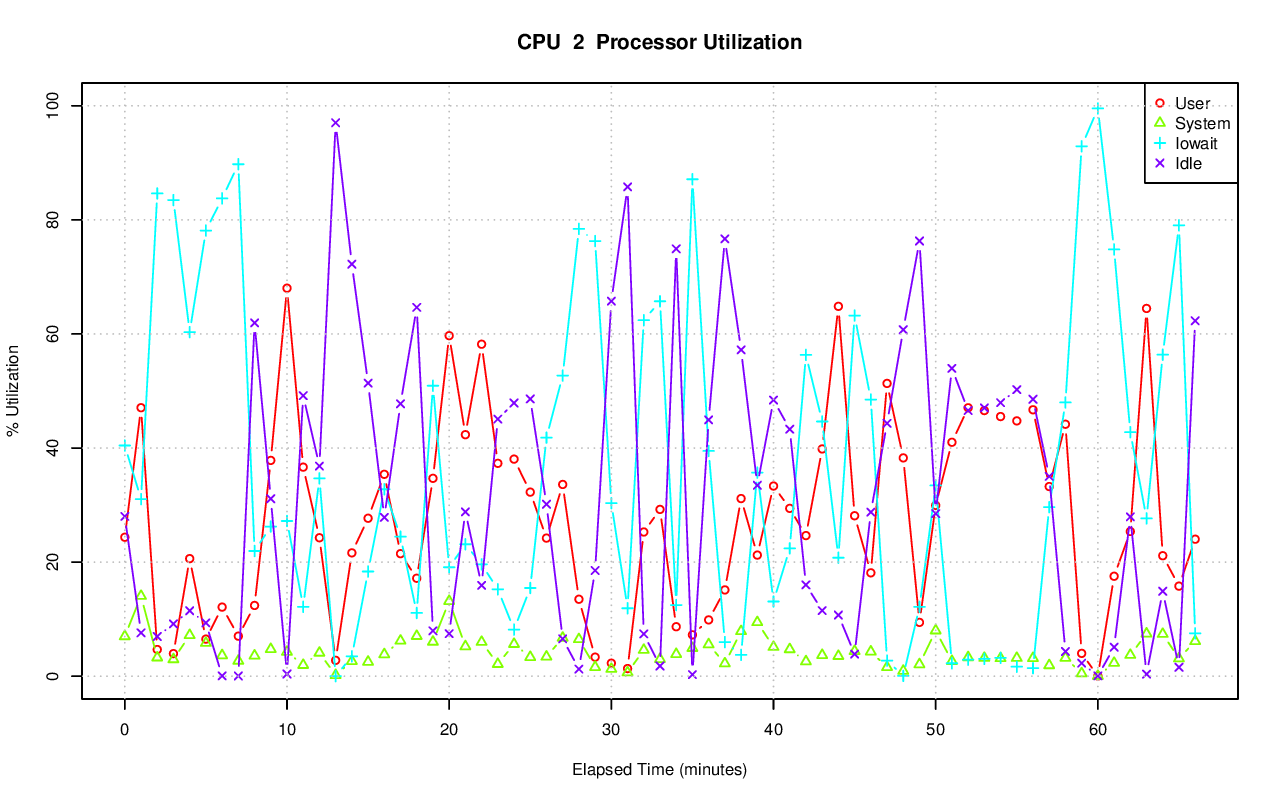 CPU  2  Processor Utilization
% Utilization
100
80
60
40
20
0
0 10 20 30 40 50 60
Elapsed Time (minutes)
User
System
Iowait
Idle